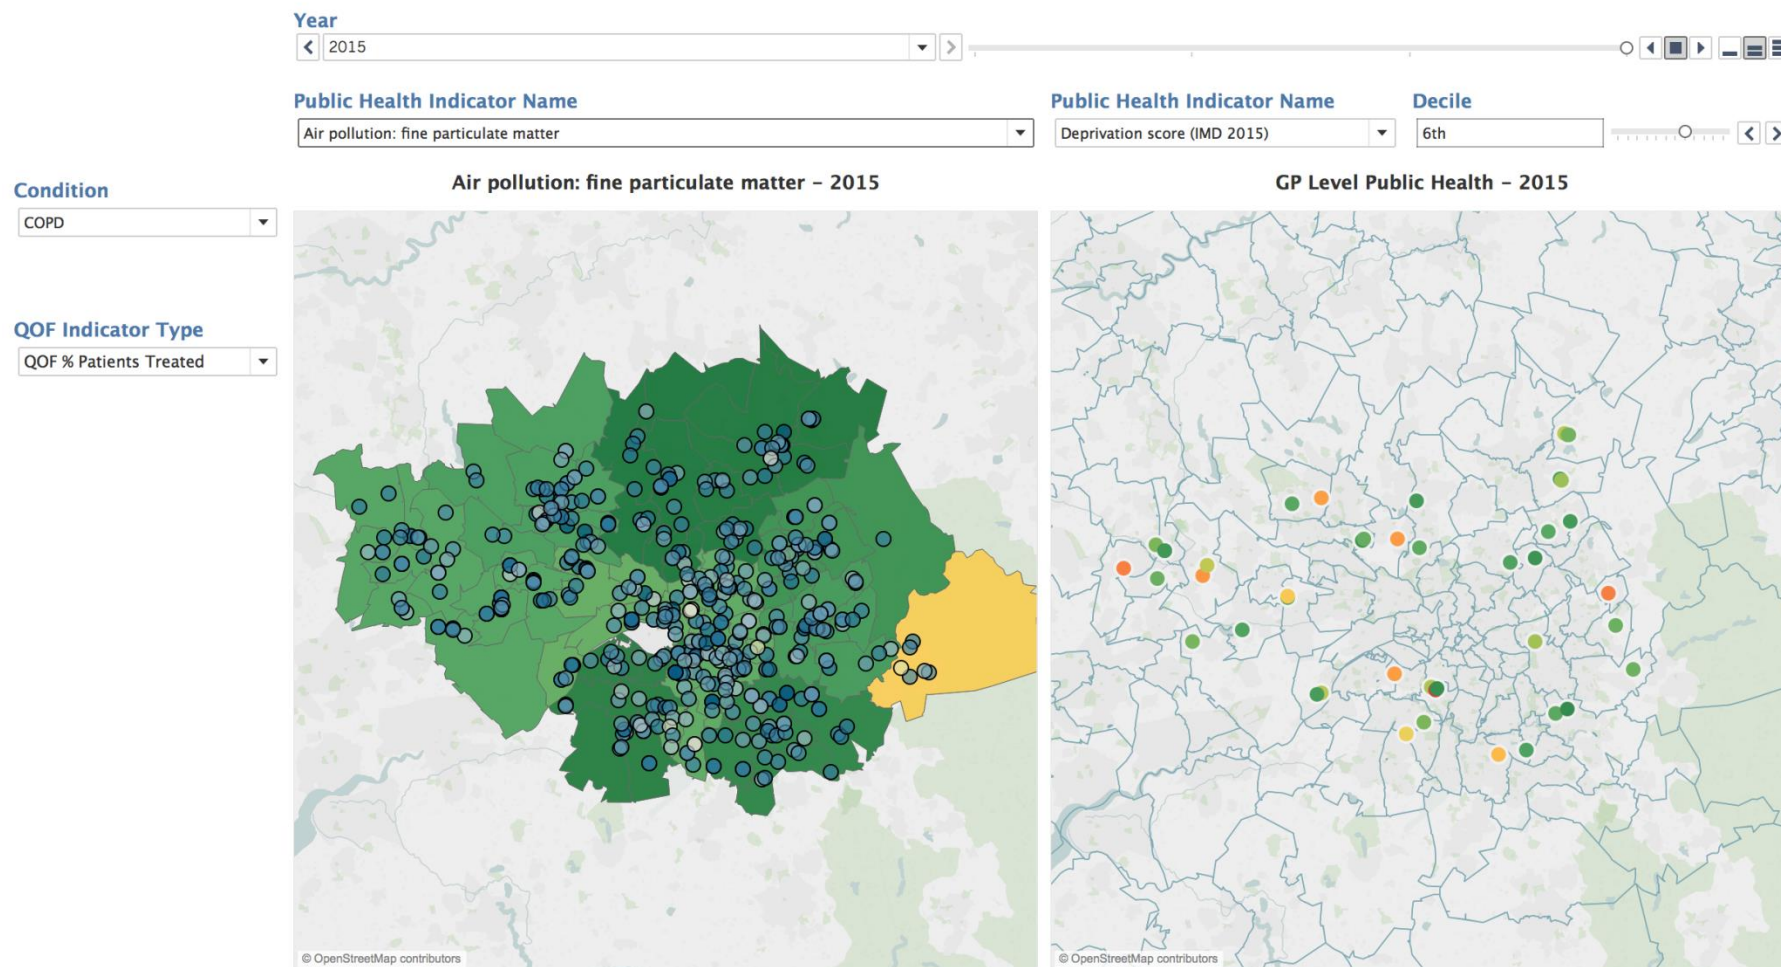 Year
2015
Public Health Indicator Name
Public Health Indicator Name
Decile
Air pollution: fine particulate matter
Deprivation score (IMD 2015)
6th
Condition
COPD
QOF Indicator Type
QOF % Patients Treated
Air pollution: fine particulate matter – 2015
GP Level Public Health – 2015
© OpenStreetMap contributors
© OpenStreetMap contributors